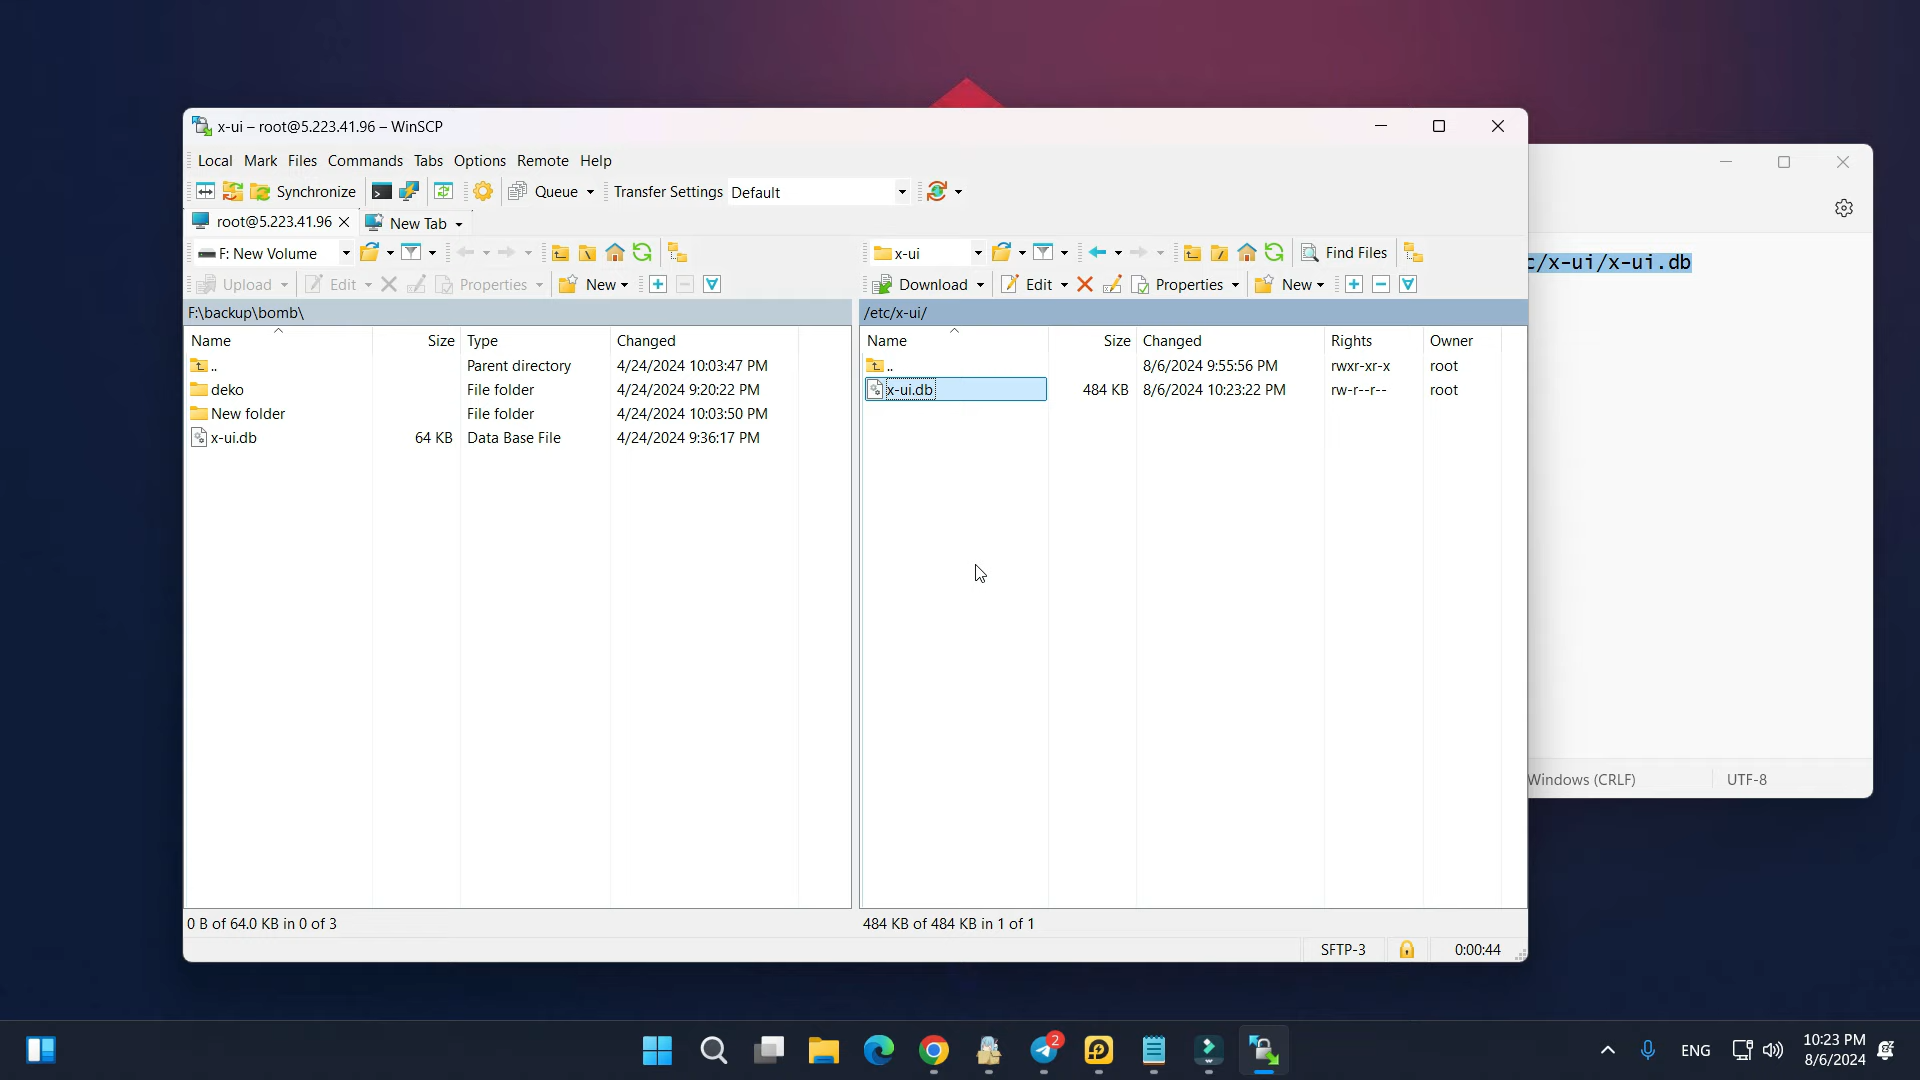 x-ui – root@5.223.41.96 – WinSCP
Local Mark Files Commands Tabs Options Remote Help
Synchronize Queue Transfer Settings Default
root@5.223.41.96 New Tab
F: New Volume
Upload Edit Properties New
F:\backup\bomb\
Name Size Type Changed
.. Parent directory 4/24/2024 10:03:47 PM
deko File folder 4/24/2024 9:20:22 PM
New folder File folder 4/24/2024 10:03:50 PM
x-ui.db 64 KB Data Base File 4/24/2024 9:36:17 PM
0 B of 64.0 KB in 0 of 3
x-ui Find Files
Download Edit Properties New
/etc/x-ui/
Name Size Changed Rights Owner
.. 8/6/2024 9:55:56 PM rwxr-xr-x root
x-ui.db 484 KB 8/6/2024 10:23:22 PM rw-r--r-- root
484 KB of 484 KB in 1 of 1
SFTP-3 0:00:44
c/x-ui/x-ui.db
Windows (CRLF) UTF-8
2
ENG
10:23 PM
8/6/2024